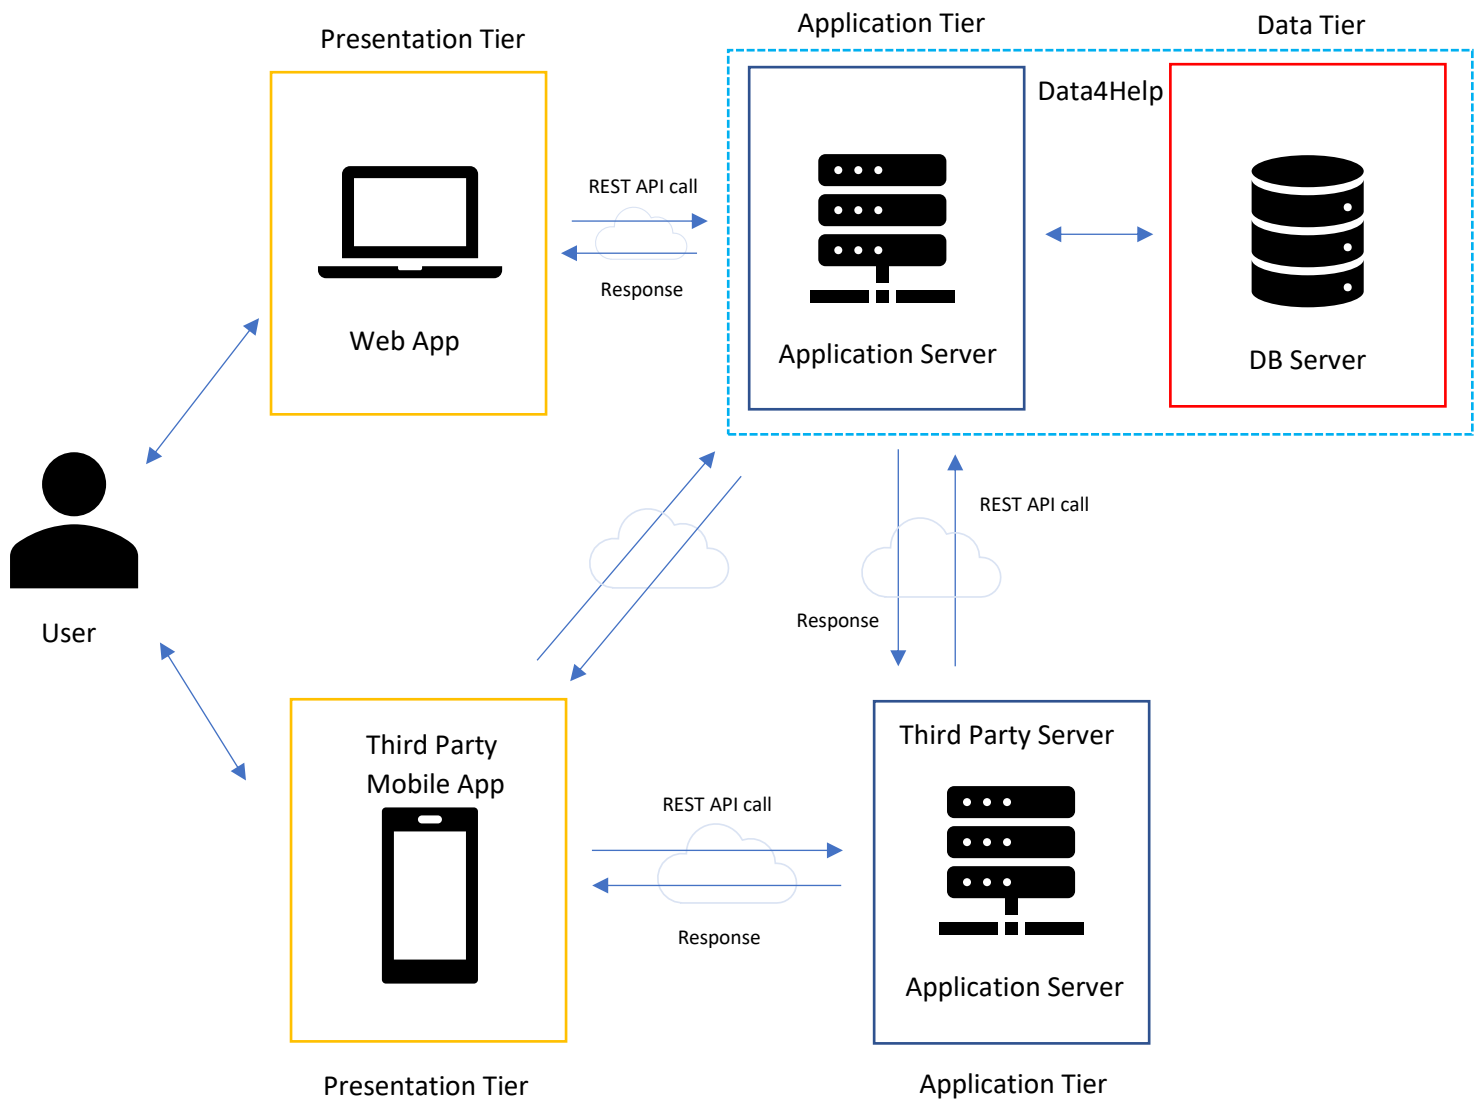 Presentation Tier
Application Tier
Data Tier
Data4Help
REST API call
Response
Web App
Application Server
DB Server
User
REST API call
Response
Third Party
Mobile App
REST API call
Response
Third Party Server
Application Server
Presentation Tier
Application Tier